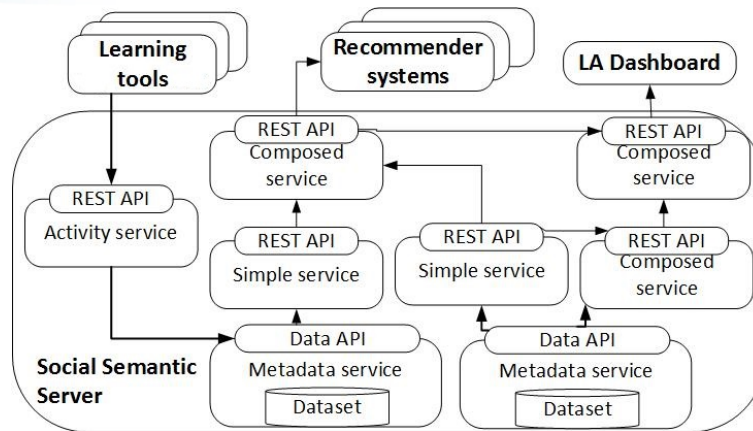 Learning
tools
Recommender
systems
LA Dashboard
REST API
Composed
service
REST API
Composed
service
REST API
Activity service
REST API
Simple service
REST API
Simple service
REST API
Composed
service
Social Semantic
Server
Data API
Metadata service
Dataset
Data API
Metadata service
Dataset